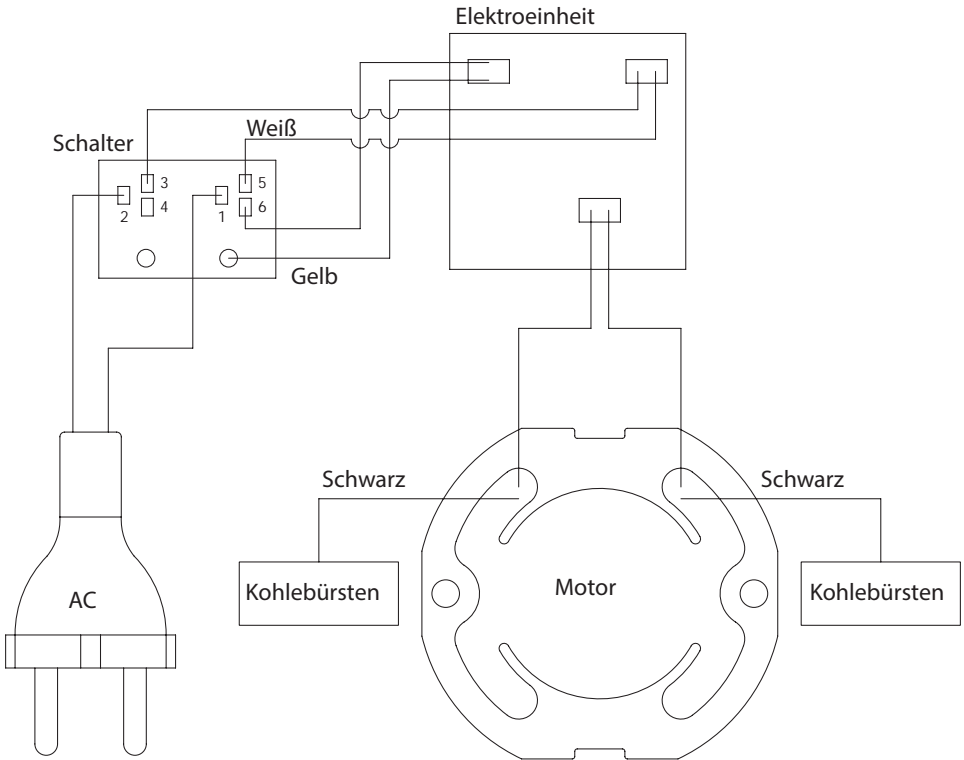 Elektroeinheit
Weiß
Schalter
3
5
2
4
1
6
Gelb
Schwarz
Schwarz
Kohlebürsten
Motor
Kohlebürsten
AC